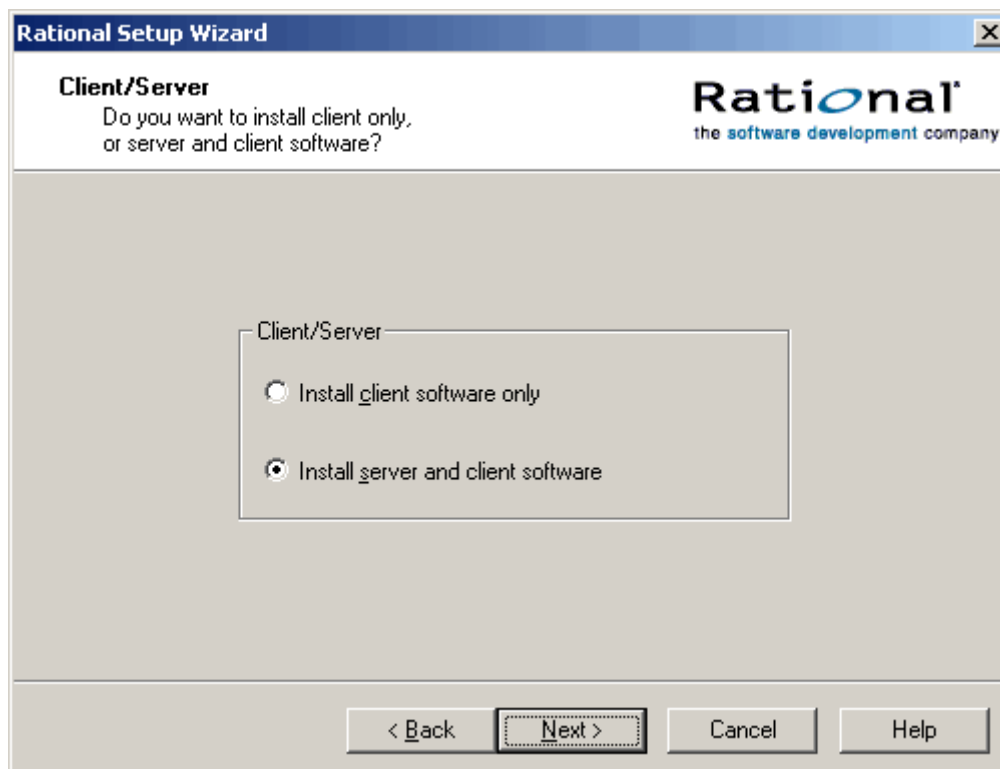 Rational Setup Wizard
Client/Server
Do you want to install client only,
or server and client software?
Rational
the software development company
Client/Server
Install client software only
Install server and client software
< Back
Next >
Cancel
Help